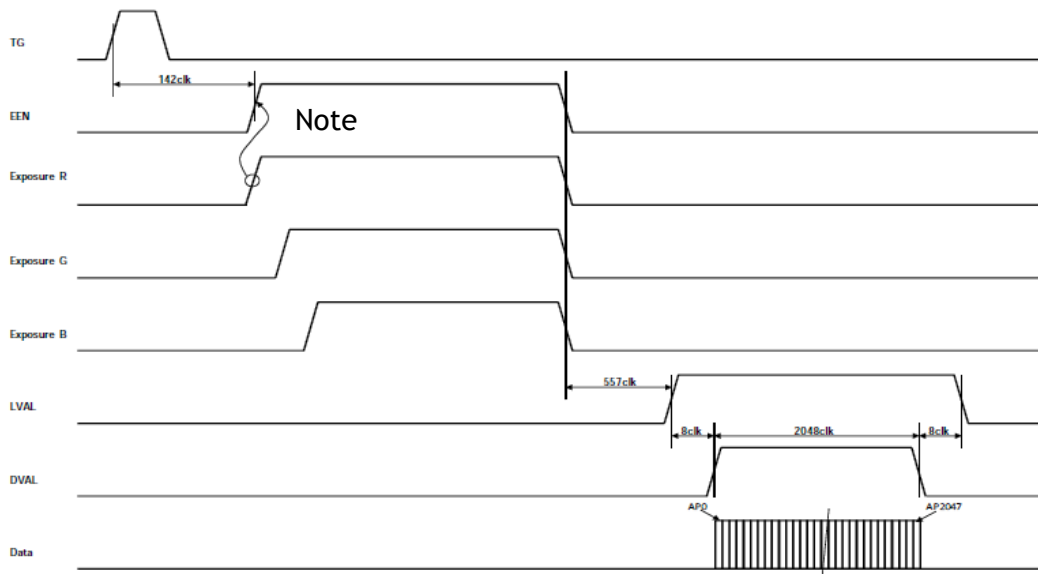 TG
142clk
EEN
Note
Exposure R
Exposure G
Exposure B
557clk
LVAL
8clk 2048clk 8clk
DVAL
AP0 AP2047
Data